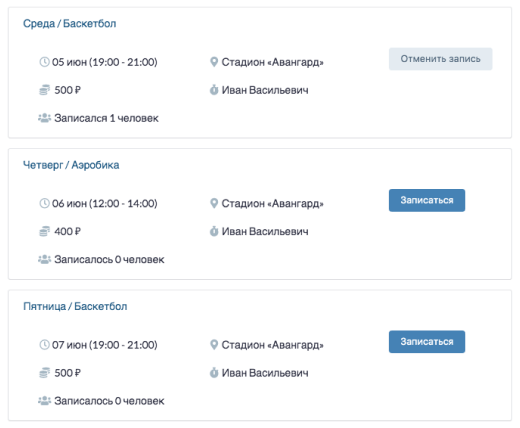 Среда / Баскетбол
05 июн (19:00 - 21:00)
Стадион «Авангард»
Отменить запись
500 ₽
Иван Васильевич
Записался 1 человек
Четверг / Аэробика
06 июн (12:00 - 14:00)
Стадион «Авангард»
Записаться
400 ₽
Иван Васильевич
Записалось 0 человек
Пятница / Баскетбол
07 июн (19:00 - 21:00)
Стадион «Авангард»
Записаться
500 ₽
Иван Васильевич
Записалось 0 человек